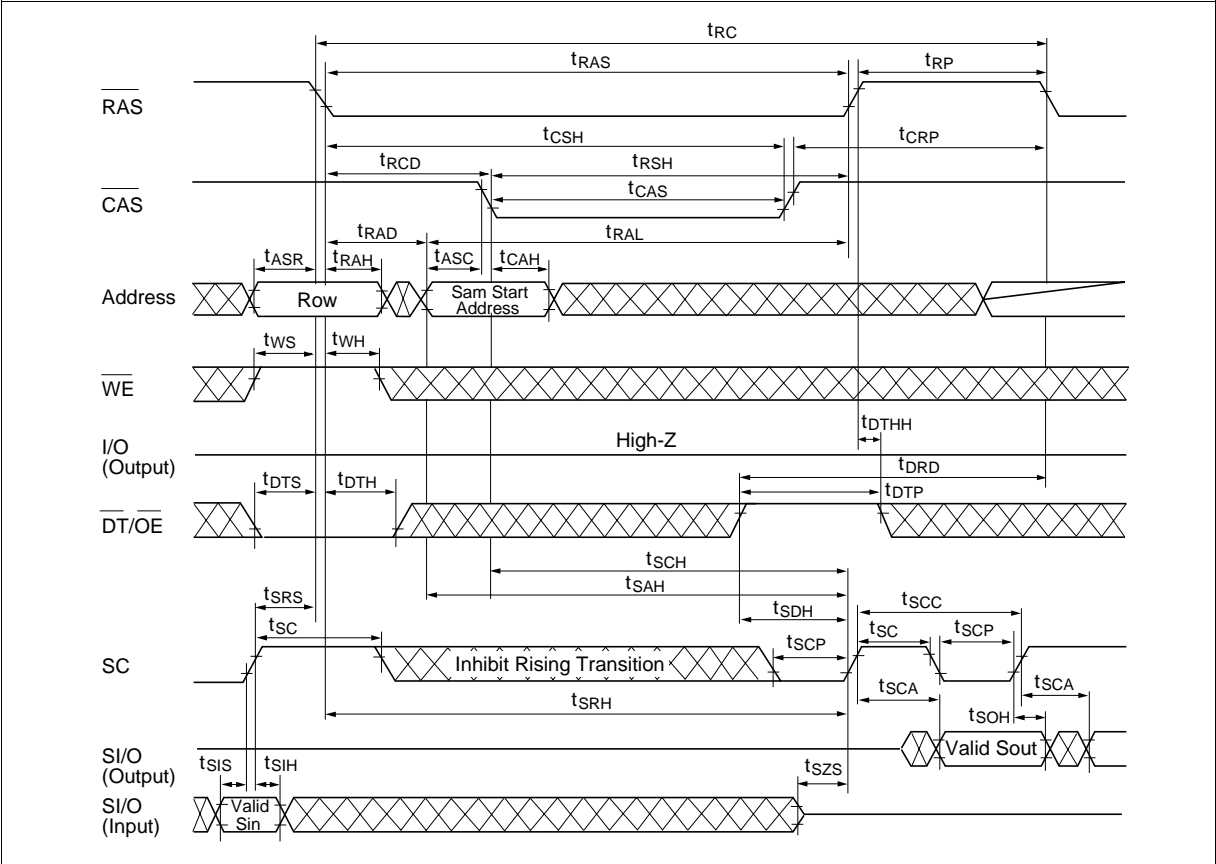 tRC
tRAS tRP
RAS
tCSH tCRP
tRCD tRSH
CAS tCAS
tRAD tRAL
tASR tRAH tASC tCAH
Address Row Sam Start Address
tWS tWH
WE
tDTHH
I/O (Output) High-Z
tDRD
tDTS tDTH tDTP
DT/OE
tSCH
tSAH
tSRS tSDH tSCC
tSC tSCP tSC tSCP
SC Inhibit Rising Transition
tSRH tSCA tSCA
tSOH
SI/O (Output) Valid Sout
tSIS tSIH tSZS
SI/O (Input) Valid Sin